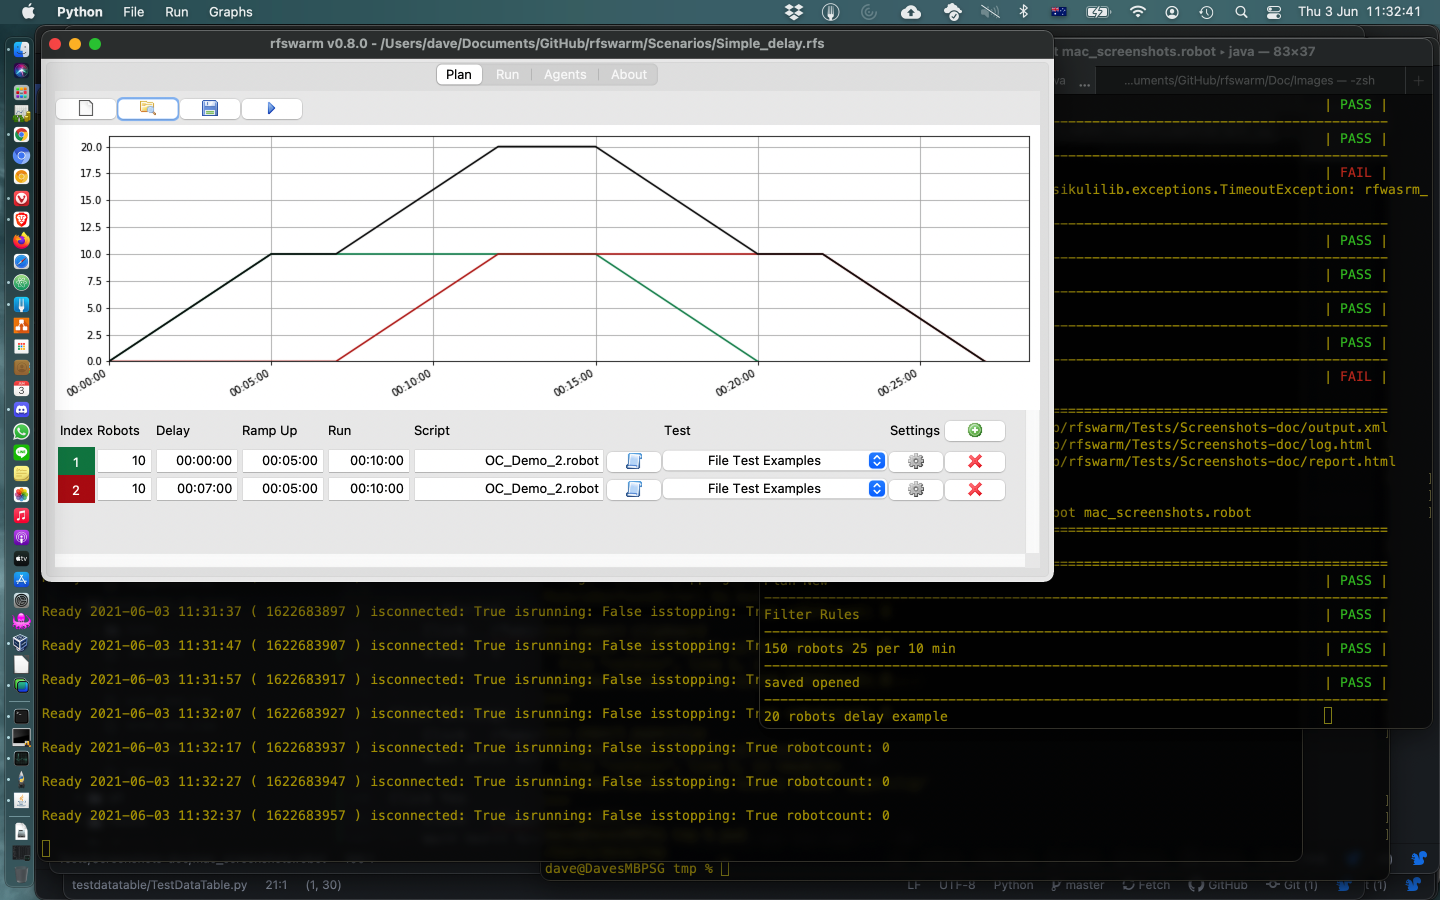 Python File Run Graphs
Thu 3 Jun 11:32:41
rfswarm v0.8.0 - /Users/dave/Documents/GitHub/rfswarm/Scenarios/Simple_delay.rfs
Plan Run Agents About
20.0
17.5
15.0
12.5
10.0
7.5
5.0
2.5
0.0
00:00:00 00:05:00 00:10:00 00:15:00 00:20:00 00:25:00
Index Robots Delay Ramp Up Run Script Test Settings
1 10 00:00:00 00:05:00 00:10:00 OC_Demo_2.robot File Test Examples
2 10 00:07:00 00:05:00 00:10:00 OC_Demo_2.robot File Test Examples
t mac_screenshots.robot ▸ java — 83×37
va ... ...uments/GitHub/rfswarm/Doc/Images — -zsh
| PASS |
| PASS |
| FAIL |
sikulilib.exceptions.TimeoutException: rfwasrm_
| PASS |
| PASS |
| PASS |
| PASS |
| FAIL |
b/rfswarm/Tests/Screenshots-doc/output.xml
b/rfswarm/Tests/Screenshots-doc/log.html
b/rfswarm/Tests/Screenshots-doc/report.html
bot mac_screenshots.robot
Plan New | PASS |
Filter Rules | PASS |
150 robots 25 per 10 min | PASS |
saved opened | PASS |
20 robots delay example
Ready 2021-06-03 11:31:37 ( 1622683897 ) isconnected: True isrunning: False isstopping: Tr
Ready 2021-06-03 11:31:47 ( 1622683907 ) isconnected: True isrunning: False isstopping: Tr
Ready 2021-06-03 11:31:57 ( 1622683917 ) isconnected: True isrunning: False isstopping: Tr
Ready 2021-06-03 11:32:07 ( 1622683927 ) isconnected: True isrunning: False isstopping: Tr
Ready 2021-06-03 11:32:17 ( 1622683937 ) isconnected: True isrunning: False isstopping: True robotcount: 0
Ready 2021-06-03 11:32:27 ( 1622683947 ) isconnected: True isrunning: False isstopping: True robotcount: 0
Ready 2021-06-03 11:32:37 ( 1622683957 ) isconnected: True isrunning: False isstopping: True robotcount: 0
dave@DavesMBPSG tmp %
testdatatable/TestDataTable.py 21:1 (1, 30) LF UTF-8 Python master Fetch GitHub Git (1) t (1)